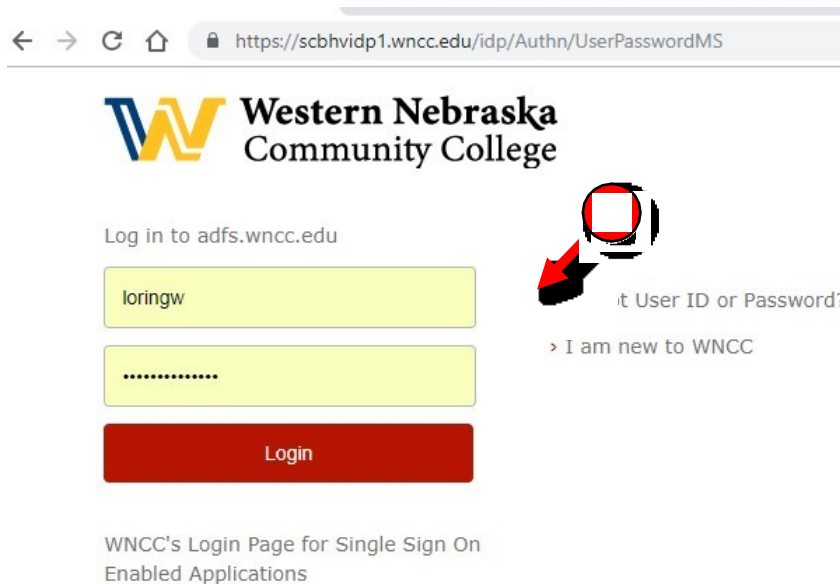 https://scbhvidp1.wncc.edu/idp/Authn/UserPasswordMS
Western Nebraska
Community College
Log in to adfs.wncc.edu
loringw
••••••••••••••
Login
User ID or Password?
› I am new to WNCC
WNCC's Login Page for Single Sign On
Enabled Applications